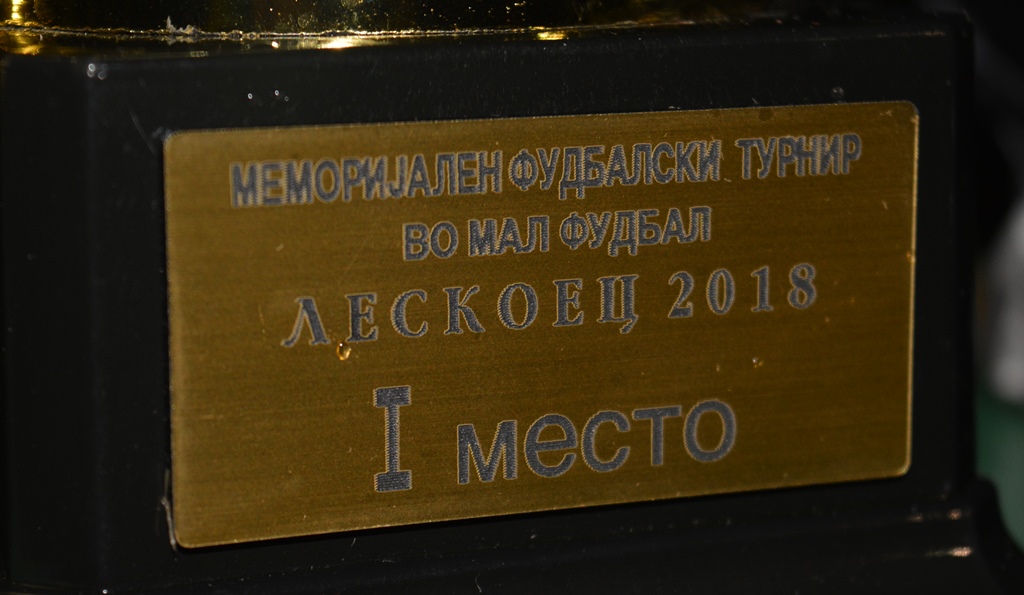 МЕМОРИЈАЛЕН ФУДБАЛСКИ ТУРНИР
ВО МАЛ ФУДБАЛ
ЛЕСКОЕЦ 2018
I место